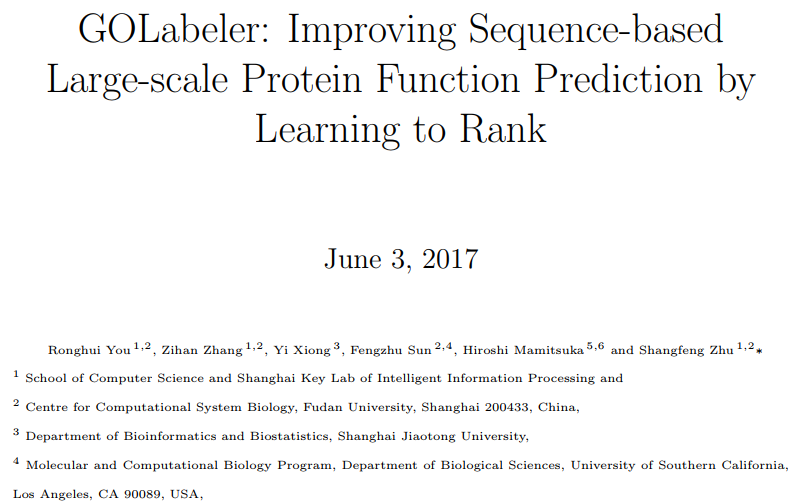 GOLabeler: Improving Sequence-based
Large-scale Protein Function Prediction by
Learning to Rank
June 3, 2017
Ronghui You 1,2, Zihan Zhang 1,2, Yi Xiong 3, Fengzhu Sun 2,4, Hiroshi Mamitsuka 5,6 and Shangfeng Zhu 1,2*
1 School of Computer Science and Shanghai Key Lab of Intelligent Information Processing and
2 Centre for Computational System Biology, Fudan University, Shanghai 200433, China,
3 Department of Bioinformatics and Biostatistics, Shanghai Jiaotong University,
4 Molecular and Computational Biology Program, Department of Biological Sciences, University of Southern California,
Los Angeles, CA 90089, USA,